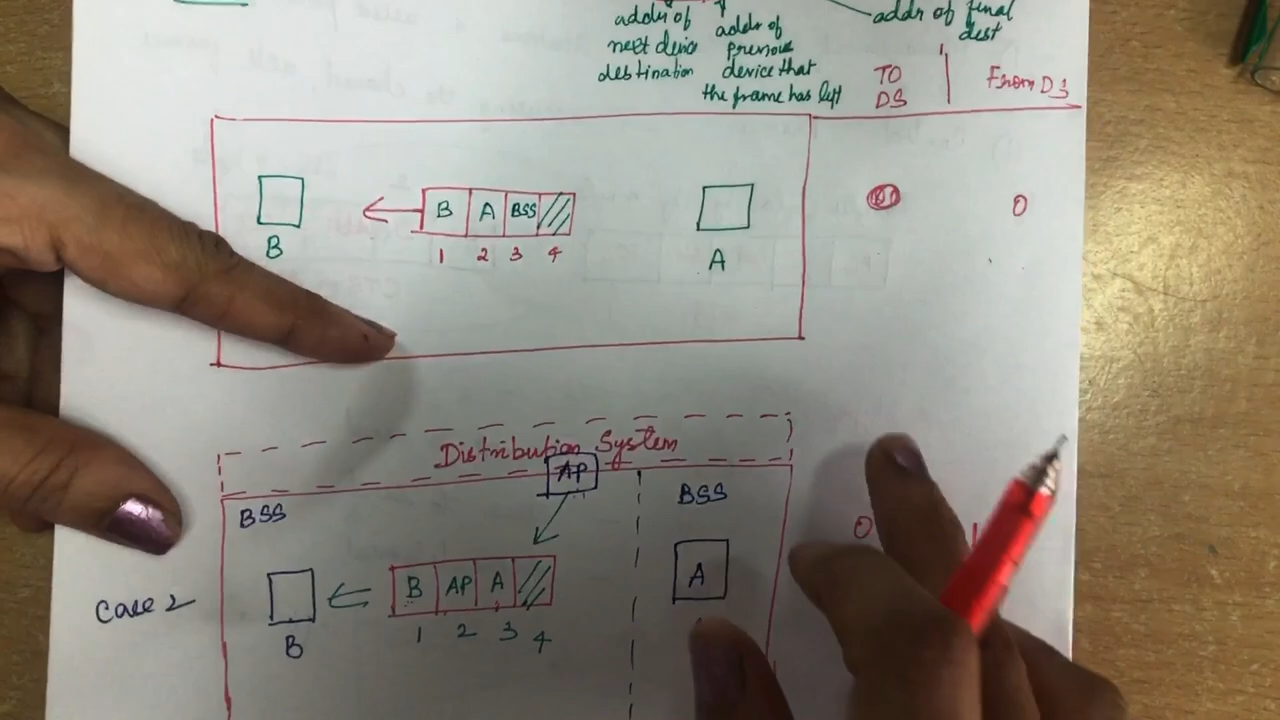 addr of
next device
destination
addr of
previous
device that
the frame has left
addr of final
dest
TO
DS
From DS
B A BSS
1 2 3 4
B
A
0
Distribution System
AP
BSS
BSS
0 1
Case 2
B AP A
1 2 3 4
B
A